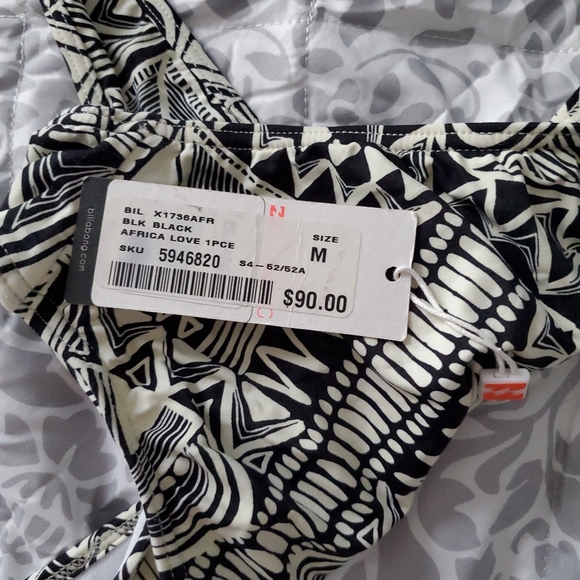 billabong.com
BIL X1736AFR
BLK BLACK
AFRICA LOVE 1PCE
SIZE
M
SKU 5946820
S4-52/52A
$90.00